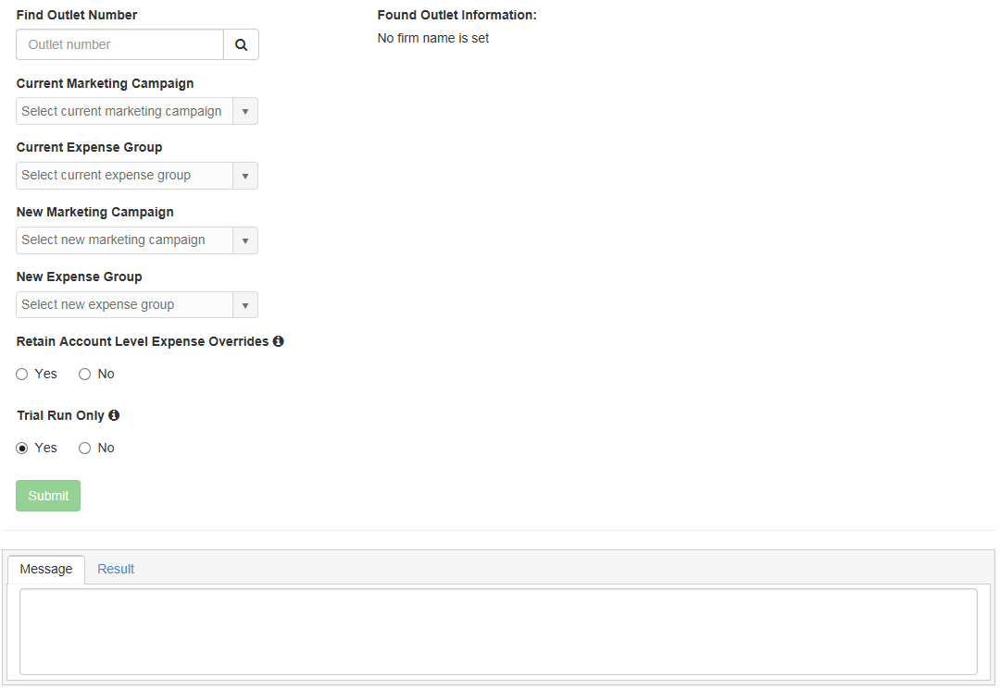 Find Outlet Number
Outlet number
Current Marketing Campaign
Select current marketing campaign
Current Expense Group
Select current expense group
New Marketing Campaign
Select new marketing campaign
New Expense Group
Select new expense group
Retain Account Level Expense Overrides
Yes No
Trial Run Only
Yes No
Submit
Found Outlet Information:
No firm name is set
Message Result